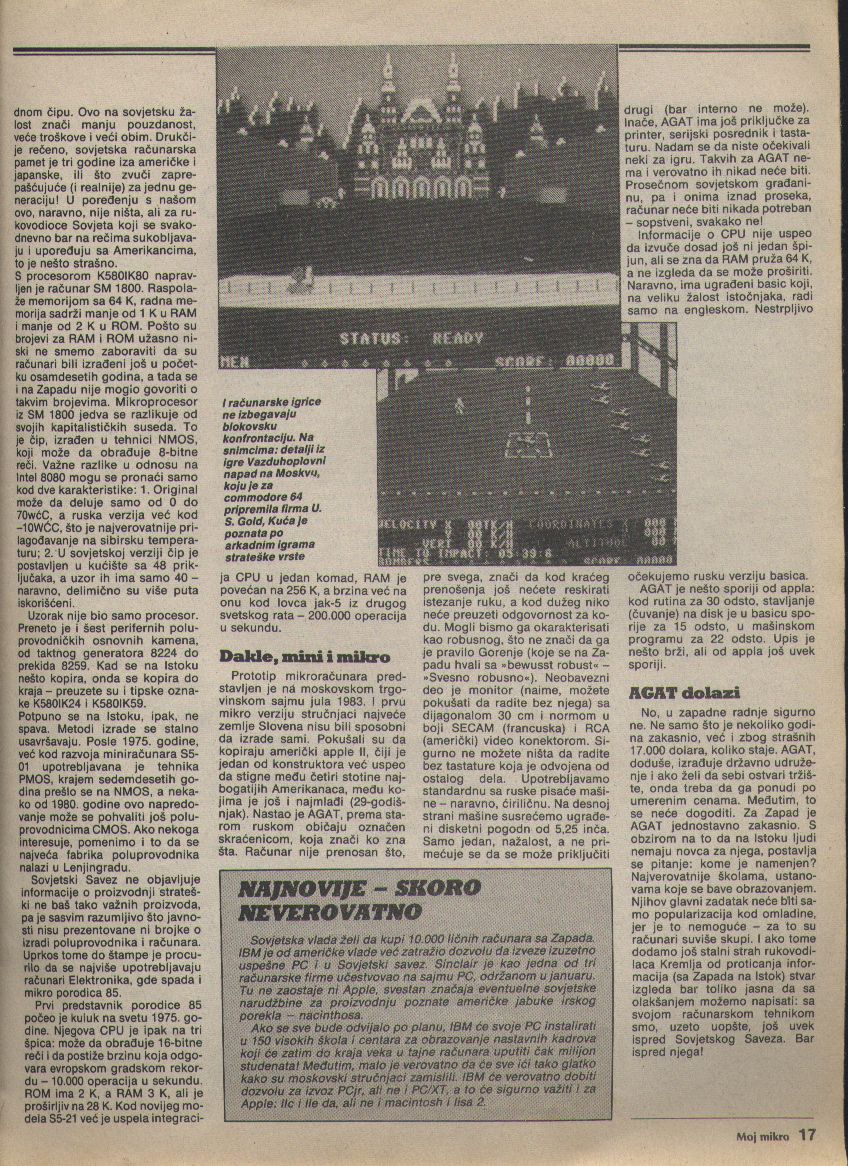 dnom čipu. Ovo na sovjetsku ža-
lost znači manju pouzdanost,
veće troškove i veći obim. Drukči-
je rečeno, sovjetska računarska
pamet je tri godine iza američke i
japanske, ili što zvuči zapre-
pašćujuće (i realnije) za jednu ge-
neraciju! U poređenju s našom
ovo, naravno, nije ništa, ali za ru-
kovodioce Sovjeta koji se svako-
dnevno bar na rečima sukobljava-
ju i upoređuju sa Amerikancima,
to je nešto strašno.
S procesorom K580IK80 naprav-
ljen je računar SM 1800. Raspola-
že memorijom sa 64 K, radna me-
morija sadrži manje od 1 K u RAM
i manje od 2 K u ROM. Pošto su
brojevi za RAM i ROM užasno ni-
ski ne smemo zaboraviti da su
računari bili izrađeni još u počet-
ku osamdesetih godina, a tada se
i na Zapadu nije moglo govoriti o
takvim brojevima. Mikroprocesor
iz SM 1800 jedva se razlikuje od
svojih kapitalističkih suseda. To
je čip, izrađen u tehnici NMOS,
koji može da obrađuje 8-bitne
reči. Važne razlike u odnosu na
Intel 8080 mogu se pronaći samo
kod dve karakteristike: 1. Original
može da deluje samo od 0 do
70wćC, a ruska verzija već kod
-10WĆC, što je najverovatnije pri-
lagođavanje na sibirsku tempera-
turu; 2. U sovjetskoj verziji čip je
postavljen u kućište sa 48 prik-
ljučaka, a uzor ih ima samo 40 –
naravno, delimično su više puta
iskorišćeni.
Uzorak nije bio samo procesor.
Preneto je i šest perifernih polu-
provodničkih osnovnih kamena,
od taktnog generatora 8224 do
prekida 8259. Kad se na Istoku
nešto kopira, onda se kopira do
kraja – preuzete su i tipske ozna-
ke K580IK24 i K580IK59.
Potpuno se na Istoku, ipak, ne
spava. Metodi izrade se stalno
usavršavaju. Posle 1975. godine,
već kod razvoja miniračunara S5-
01 upotrebljavana je tehnika
PMOS, krajem sedemdesetih go-
dina prešlo se na NMOS, a neka-
ko od 1980. godine ovo napredo-
vanje može se pohvaliti još polu-
provodnicima CMOS. Ako nekoga
interesuje, pomenimo i to da se
najveća fabrika poluprovodnika
nalazi u Lenjingradu.
Sovjetski Savez ne objavljuje
informacije o proizvodnji strateš-
ki ne baš tako važnih proizvoda,
pa je sasvim razumljivo što javno-
sti nisu prezentovane ni brojke o
izradi poluprovodnika i računara.
Uprkos tome do štampe je procu-
rilo da se najviše upotrebljavaju
računari Elektronika, gde spada i
mikro porodica 85.
Prvi predstavnik porodice 85
počeo je kuluk na svetu 1975. go-
dine. Njegova CPU je ipak na tri
špica: može da obrađuje 16-bitne
reči i da postiže brzinu koja odgo-
vara evropskom gradskom rekor-
du – 10.000 operacija u sekundu.
ROM ima 2 K, a RAM 3 K, ali je
proširljiv na 28 K. Kod novijeg mo-
dela S5-21 već je uspela integraci-
STATUS: READY
MEN
SCORE: 00000
I računarske igrice
ne izbegavaju
blokovsku
konfrontaciju. Na
snimcima: detalji iz
igre Vazduhoplovni
napad na Moskvu,
koju je za
commodore 64
pripremila firma U.
S. Gold, Kuća je
poznata po
arkadnim igrama
strateške vrste
VELOCITY X 00TK/H COORDINATES X 000
Y K/H Y 000
VERT 00 K/H ALTITUDE 000
TIME TO IMPACT: 05:39:6
BOMBERS SCORE: 00000
ja CPU u jedan komad, RAM je
povećan na 256 K, a brzina već na
onu kod lovca jak-5 iz drugog
svetskog rata – 200.000 operacija
u sekundu.
Dakle, mini i mikro
Prototip mikroračunara pred-
stavljen je na moskovskom trgo-
vinskom sajmu jula 1983. I prvu
mikro verziju stručnjaci najveće
zemlje Slovena nisu bili sposobni
da izrade sami. Pokušali su da
kopiraju američki apple II, čiji je
jedan od konstruktora već uspeo
da stigne među četiri stotine naj-
bogatijih Amerikanaca, među ko-
jima je još i najmlađi (29-godiš-
njak). Nastao je AGAT, prema sta-
rom ruskom običaju označen
skraćenicom, koja znači ko zna
šta. Računar nije prenosan što,
pre svega, znači da kod kraćeg
prenošenja još nećete reskirati
istezanje ruku, a kod dužeg niko
neće preuzeti odgovornost za ko-
du. Mogli bismo ga okarakterisati
kao robusnog, što ne znači da ga
je pravilo Gorenje (koje se na Za-
padu hvali sa »bewusst robust« –
»Svesno robusno«). Neobavezni
deo je monitor (naime, možete
pokušati da radite bez njega) sa
dijagonalom 30 cm i normom u
boji SECAM (francuska) i RCA
(američki) video konektorom. Si-
gurno ne možete ništa da radite
bez tastature koja je odvojena od
ostalog dela. Upotrebljavamo
standardnu sa ruske pisaće maši-
ne – naravno, ćiriličnu. Na desnoj
strani mašine susrećemo ugrađe-
ni disketni pogodn od 5,25 inča.
Samo jedan, nažalost, a ne pri-
mećuje se da se može priključiti
drugi (bar interno ne može).
Inače, AGAT ima još priključke za
printer, serijski posrednik i tasta-
turu. Nadam se da niste očekivali
neki za igru. Takvih za AGAT ne-
ma i verovatno ih nikad neće biti.
Prosečnom sovjetskom građani-
nu, pa i onima iznad proseka,
računar neće biti nikada potreban
– sopstveni, svakako ne!
Informacije o CPU nije uspeo
da izvuče dosad još ni jedan špi-
jun, ali se zna da RAM pruža 64 K,
a ne izgleda da se može proširiti.
Naravno, ima ugrađeni basic koji,
na veliku žalost istočnjaka, radi
samo na engleskom. Nestrpljivo
očekujemo rusku verziju basica.
AGAT je nešto sporiji od appla:
kod rutina za 30 odsto, stavljanje
(čuvanje) na disk je u basicu spo-
rije za 15 odsto, u mašinskom
programu za 22 odsto. Upis je
nešto brži, ali od appla još uvek
sporiji.
AGAT dolazi
No, u zapadne radnje sigurno
ne. Ne samo što je nekoliko godi-
na zakasnio, već i zbog strašnih
17.000 dolara, koliko staje. AGAT,
doduše, izrađuje državno udruže-
nje i ako želi da sebi ostvari tržiš-
te, onda treba da ga ponudi po
umerenim cenama. Međutim, to
se neće dogoditi. Za Zapad je
AGAT jednostavno zakasnio. S
obzirom na to da na Istoku ljudi
nemaju novca za njega, postavlja
se pitanje: kome je namenjen?
Najverovatnije školama, ustano-
vama koje se bave obrazovanjem.
Njihov glavni zadatak neće biti sa-
mo popularizacija kod omladine,
jer je to nemoguće – za to su
računari suviše skupi. I ako tome
dodamo još stalni strah rukovodi-
laca Kremlja od proticanja infor-
macija (sa Zapada na Istok) stvar
izgleda bar toliko jasna da sa
olakšanjem možemo napisati: sa
svojom računarskom tehnikom
smo, uzeto uopšte, još uvek
ispred Sovjetskog Saveza. Bar
ispred njega!
NAJNOVIJE – SKORO
NEVEROVATNO
Sovjetska vlada želi da kupi 10.000 ličnih računara sa Zapada.
IBM je od američke vlade već zatražio dozvolu da izveze izuzetno
uspešne PC i u Sovjetski savez. Sinclair je kao jedna od tri
računarske firme učestvovao na sajmu PC, održanom u januaru.
Tu ne zaostaje ni Apple, svestan značaja eventuelne sovjetske
narudžbine za proizvodnju poznate američke jabuke irskog
porekla – nacinthosa.
Ako se sve bude odvijalo po planu, IBM će svoje PC instalirati
u 150 visokih škola i centara za obrazovanje nastavnih kadrova
koji će zatim do kraja veka u tajne računara uputiti čak milijon
studenata! Međutim, malo je verovatno da će sve ići tako glatko
kako su moskovski stručnjaci zamislili. IBM će verovatno dobiti
dozvolu za izvoz PCjr, ali ne i PC/XT, a to će sigurno važiti i za
Apple: IIc i IIe da, ali ne i macintosh i lisa 2.
Moj mikro 17